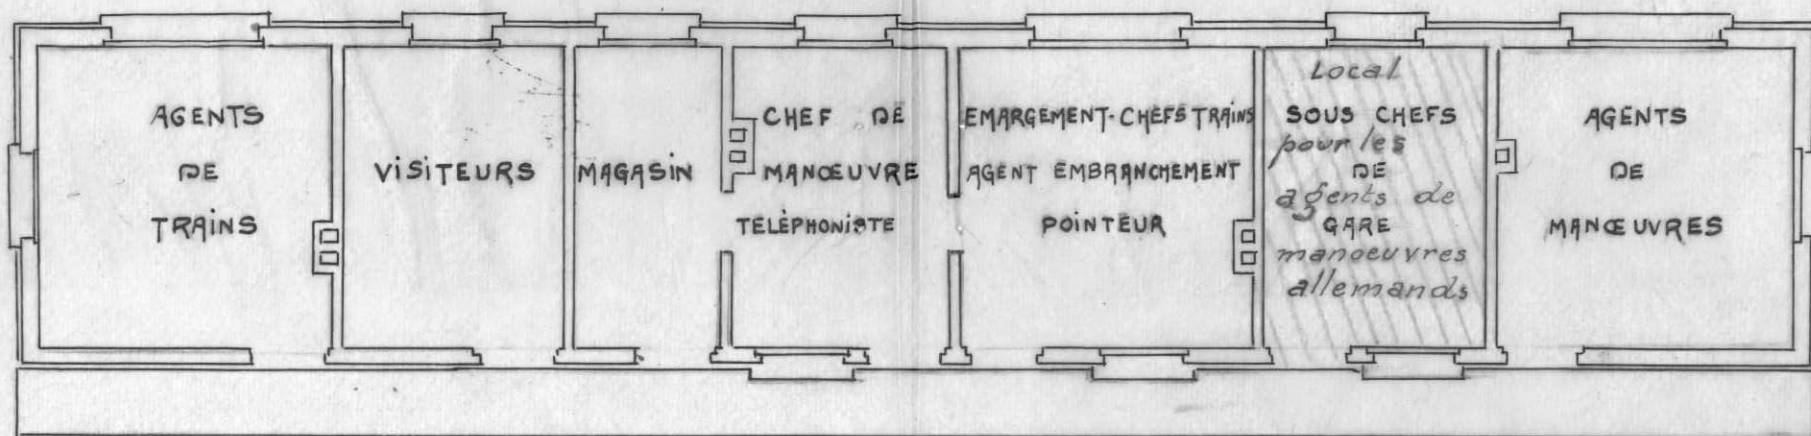 AGENTS
DE
TRAINS
VISITEURS
MAGASIN
CHEF DE
MANŒUVRE
TÉLÉPHONISTE
EMARGEMENT-CHEFS TRAINS
AGENT EMBRANCHEMENT
POINTEUR
Local
SOUS CHEFS
pour les
DE
agents de
GARE
manoeuvres
allemands
AGENTS
DE
MANŒUVRES